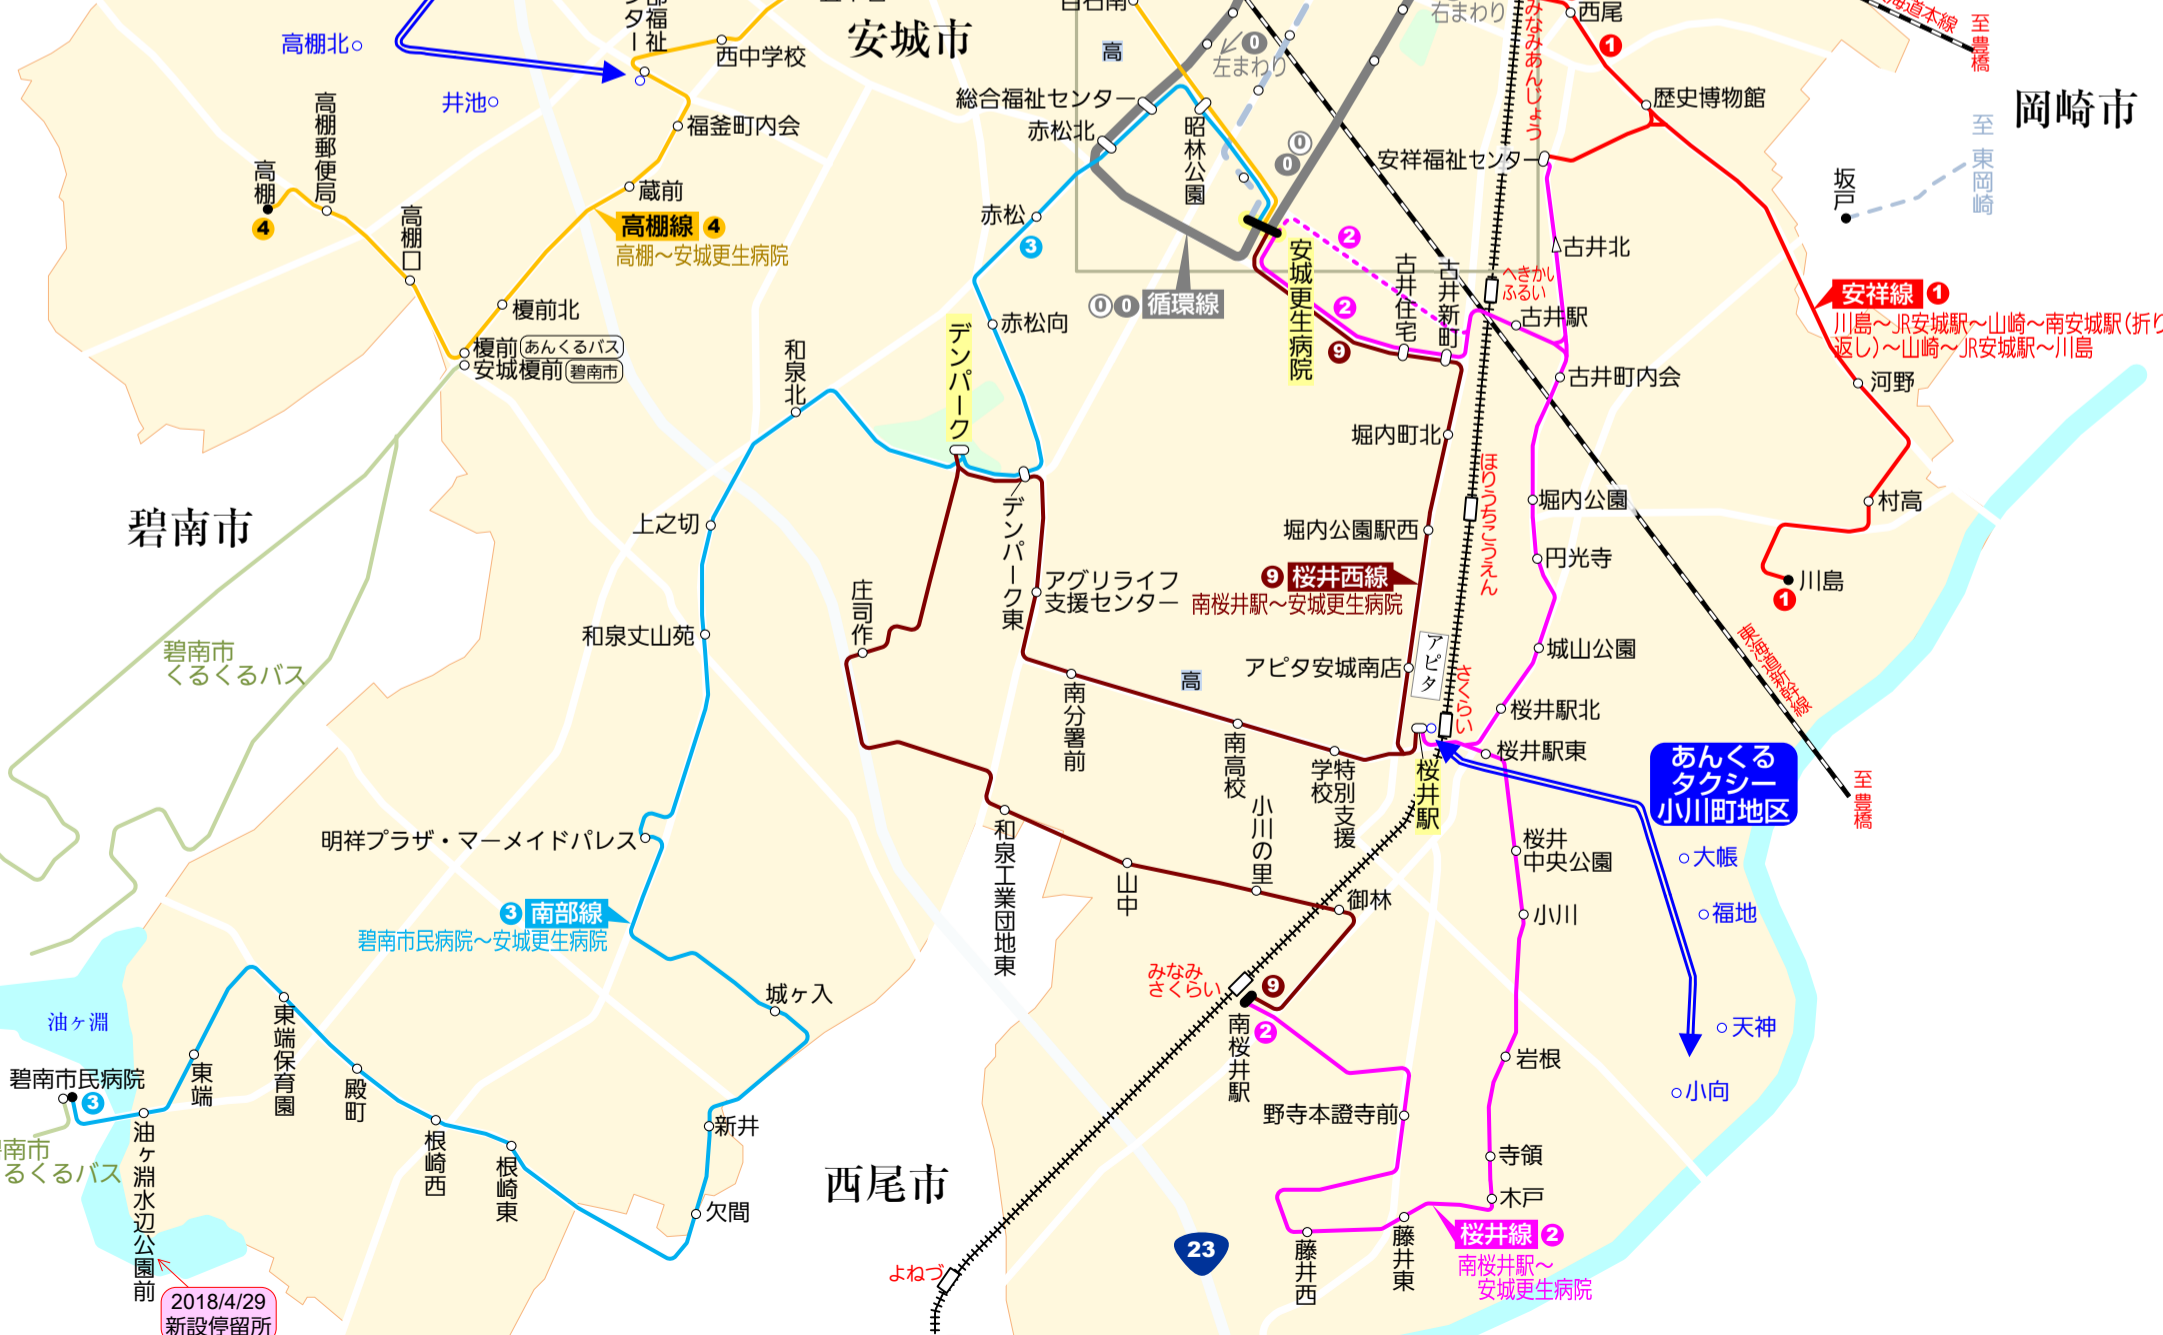 安城市
岡崎市
碧南市
西尾市
高棚北
井池
西中学校
福釜町内会
蔵前
高棚郵便局
高棚
4
高棚口
高棚線 4
高棚～安城更生病院
榎前北
榎前 あんくるバス
安城榎前 碧南市
高
総合福祉センター
赤松北
昭林公園
0
左まわり
右まわり
0
0
赤松
3
赤松向
0 0 循環線
デンパーク
和泉北
安城更生病院
2
2
9
古井住宅
古井新町
みなみあんじょう
西尾
1
歴史博物館
安祥福祉センター
古井北
へきかい
ふるい
古井駅
古井町内会
至豊橋
至東岡崎
坂戸
安祥線 1
川島～JR安城駅～山崎～南安城駅(折り
返し)～山崎～JR安城駅～川島
河野
村高
川島
1
堀内町北
堀内公園駅西
ほりうちこうえん
堀内公園
円光寺
城山公園
桜井駅北
桜井駅東
9 桜井西線
南桜井駅～安城更生病院
アピタ安城南店
アピタ
さくらい
桜井駅
東海道新幹線
至豊橋
あんくる
タクシー
小川町地区
大帳
福地
天神
小向
上之切
和泉丈山苑
庄司作
デンパーク東
アグリライフ
支援センター
南分署前
高
南高校
特別支援
学校
小川の里
御林
和泉工業団地東
山中
みなみ
さくらい
9
南桜井駅
2
桜井
中央公園
小川
岩根
寺領
木戸
野寺本證寺前
藤井西
藤井東
桜井線 2
南桜井駅～
安城更生病院
碧南市
くるくるバス
明祥プラザ・マーメイドパレス
3 南部線
碧南市民病院～安城更生病院
城ヶ入
新井
欠間
油ヶ淵
碧南市民病院
3
東端
東端保育園
殿町
根崎西
根崎東
油ヶ淵水辺公園前
2018/4/29
新設停留所
よねづ
23